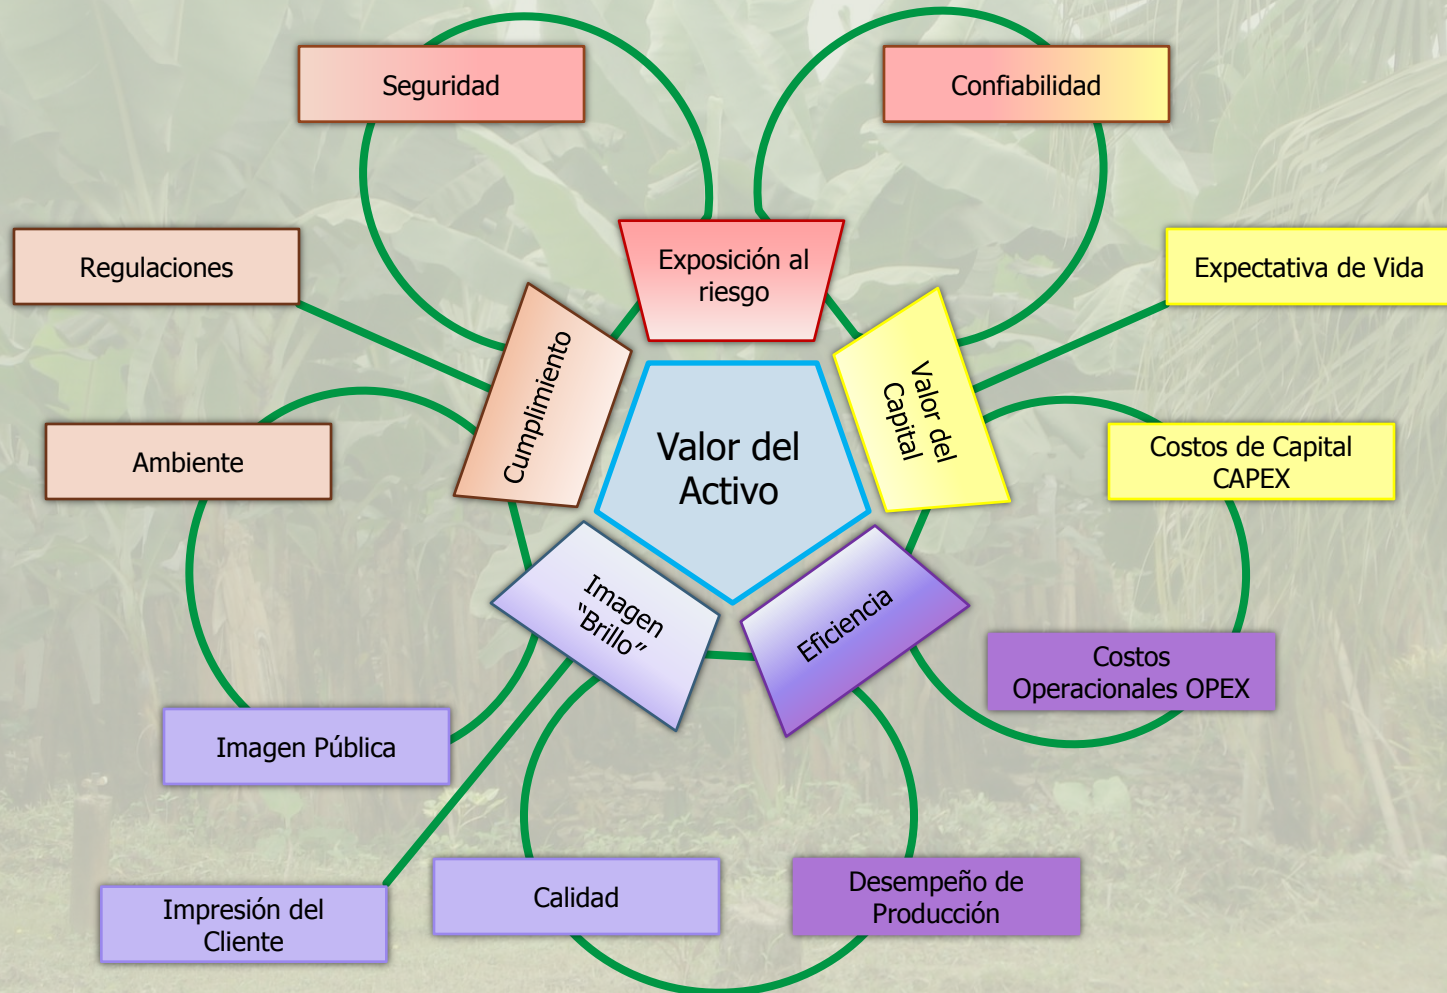 Seguridad
Confiabilidad
Regulaciones
Exposición al
riesgo
Expectativa de Vida
Cumplimiento
Valor del
Capital
Ambiente
Valor del
Activo
Costos de Capital
CAPEX
Imagen
“Brillo”
Eficiencia
Costos
Operacionales OPEX
Imagen Pública
Impresión del
Cliente
Calidad
Desempeño de
Producción